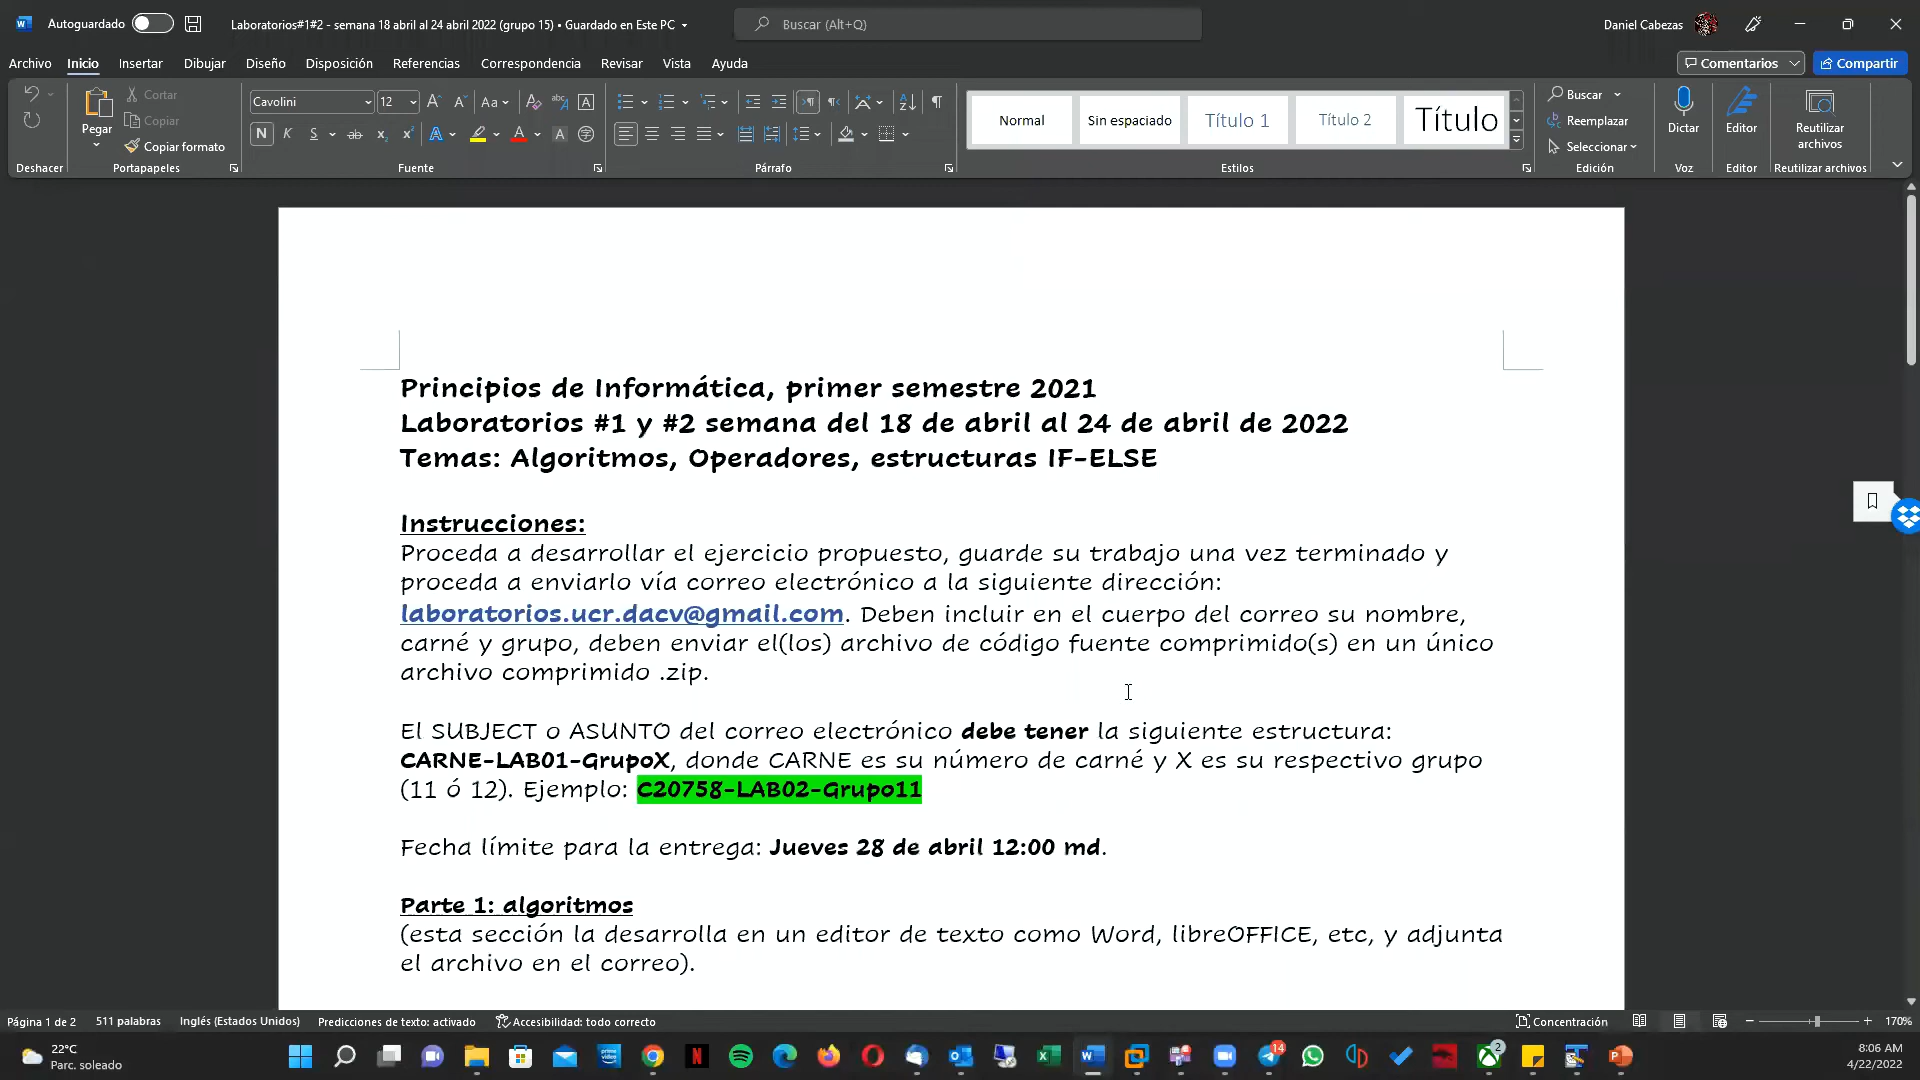 Autoguardado
Laboratorios#1#2 - semana 18 abril al 24 abril 2022 (grupo 15) • Guardado en Este PC
Buscar (Alt+Q)
Daniel Cabezas
Archivo
Inicio
Insertar
Dibujar
Diseño
Disposición
Referencias
Correspondencia
Revisar
Vista
Ayuda
Comentarios
Compartir
Pegar
Cortar
Copiar
Copiar formato
Cavolini
12
Aa
N K S ab x₂ x²
Normal
Sin espaciado
Título 1
Título 2
Título
Buscar
Reemplazar
Seleccionar
Dictar
Editor
Reutilizar
archivos
Deshacer
Portapapeles
Fuente
Párrafo
Estilos
Edición
Voz
Editor
Reutilizar archivos
Principios de Informática, primer semestre 2021
Laboratorios #1 y #2 semana del 18 de abril al 24 de abril de 2022
Temas: Algoritmos, Operadores, estructuras IF-ELSE
Instrucciones:
Proceda a desarrollar el ejercicio propuesto, guarde su trabajo una vez terminado y
proceda a enviarlo vía correo electrónico a la siguiente dirección:
laboratorios.ucr.dacv@gmail.com. Deben incluir en el cuerpo del correo su nombre,
carné y grupo, deben enviar el(los) archivo de código fuente comprimido(s) en un único
archivo comprimido .zip.
El SUBJECT o ASUNTO del correo electrónico debe tener la siguiente estructura:
CARNE-LAB01-GrupoX, donde CARNE es su número de carné y X es su respectivo grupo
(11 ó 12). Ejemplo: C20758-LAB02-Grupo11
Fecha límite para la entrega: Jueves 28 de abril 12:00 md.
Parte 1: algoritmos
(esta sección la desarrolla en un editor de texto como Word, libreOFFICE, etc, y adjunta
el archivo en el correo).
Página 1 de 2
511 palabras
Inglés (Estados Unidos)
Predicciones de texto: activado
Accesibilidad: todo correcto
Concentración
170%
22°C
Parc. soleado
14
2
8:06 AM
4/22/2022